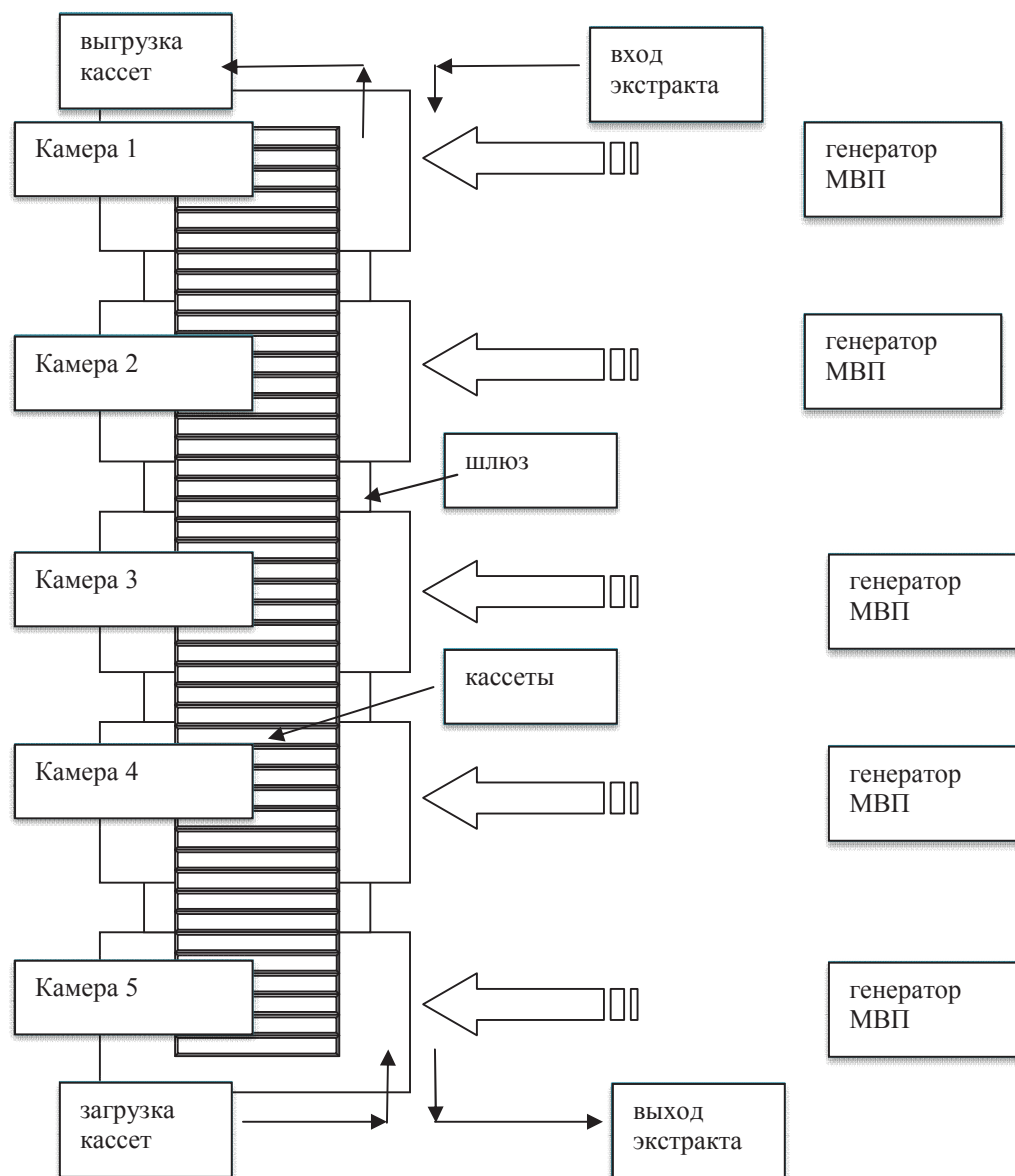 выгрузка
кассет
вход
экстракта
Камера 1
генератор
МВП
Камера 2
генератор
МВП
шлюз
Камера 3
генератор
МВП
кассеты
Камера 4
генератор
МВП
Камера 5
генератор
МВП
загрузка
кассет
выход
экстракта